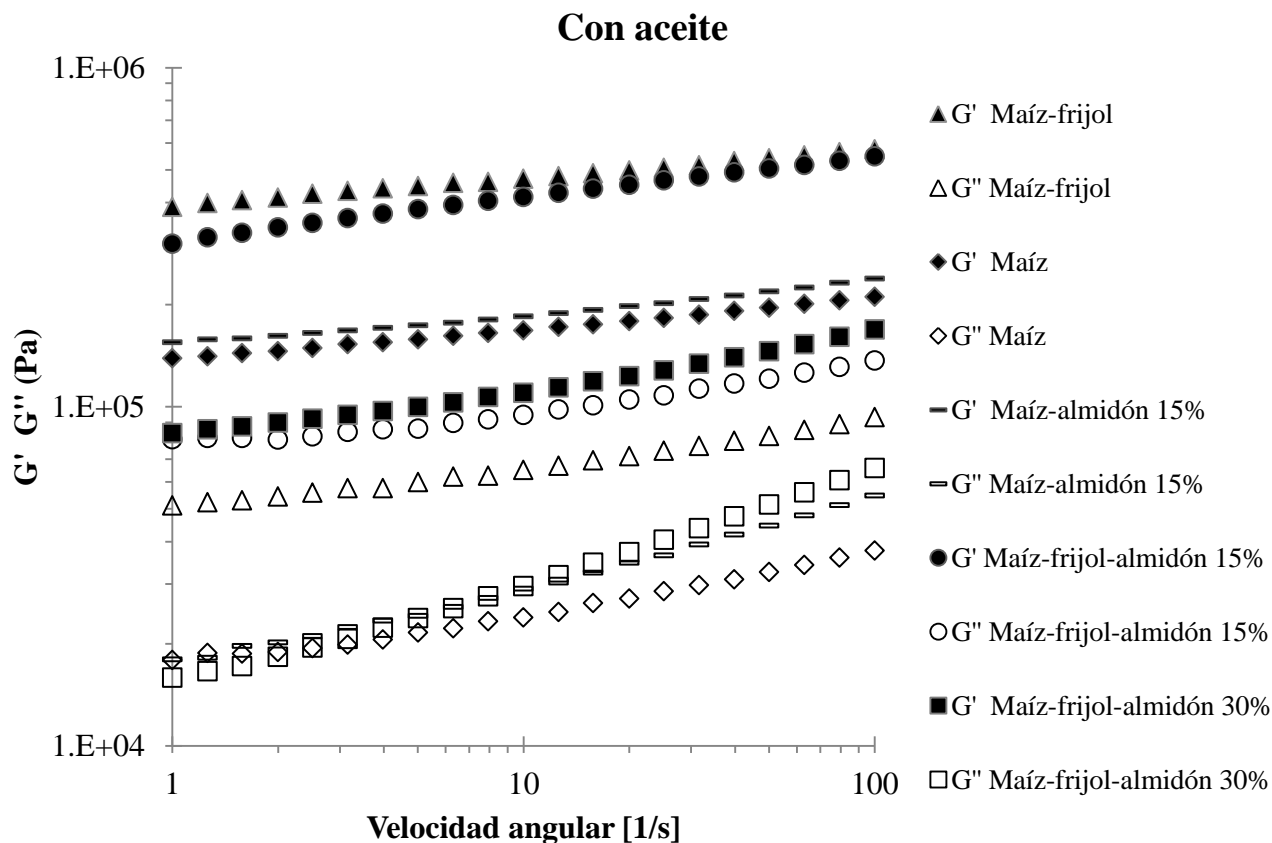 Con aceite
1.E+06
1.E+05
1.E+04
G'  G'' (Pa)
1
10
100
Velocidad angular [1/s]
G'  Maíz-frijol
G'' Maíz-frijol
G'  Maíz
G'' Maíz
G'  Maíz-almidón 15%
G'' Maíz-almidón 15%
G' Maíz-frijol-almidón 15%
G'' Maíz-frijol-almidón 15%
G'  Maíz-frijol-almidón 30%
G'' Maíz-frijol-almidón 30%